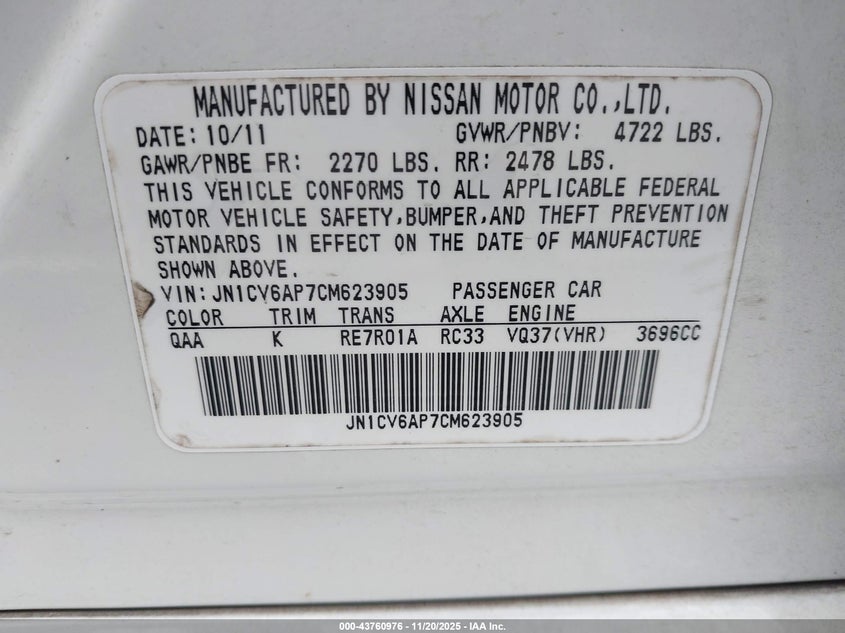 MANUFACTURED BY NISSAN MOTOR CO.,LTD.
DATE: 10/11 GVWR/PNBV: 4722 LBS.
GAWR/PNBE FR: 2270 LBS. RR: 2478 LBS.
THIS VEHICLE CONFORMS TO ALL APPLICABLE FEDERAL
MOTOR VEHICLE SAFETY,BUMPER,AND THEFT PREVENTION
STANDARDS IN EFFECT ON THE DATE OF MANUFACTURE
SHOWN ABOVE.
VIN: JN1CV6AP7CM623905 PASSENGER CAR
COLOR TRIM TRANS AXLE ENGINE
QAA K RE7R01A RC33 VQ37(VHR) 3696CC
JN1CV6AP7CM623905
000-43760976 - 11/20/2025 - IAA Inc.